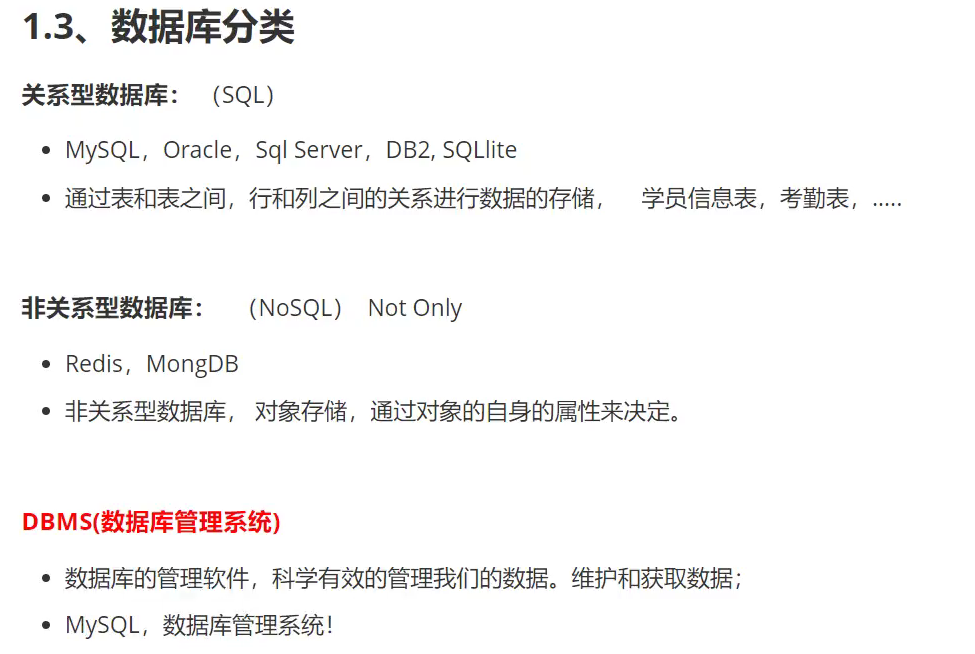 1.3、数据库分类
关系型数据库： （SQL）
MySQL，Oracle，Sql Server，DB2, SQLlite
通过表和表之间，行和列之间的关系进行数据的存储， 学员信息表，考勤表，.....
非关系型数据库： （NoSQL） Not Only
Redis，MongDB
非关系型数据库， 对象存储，通过对象的自身的属性来决定。
DBMS(数据库管理系统)
数据库的管理软件，科学有效的管理我们的数据。维护和获取数据；
MySQL，数据库管理系统！